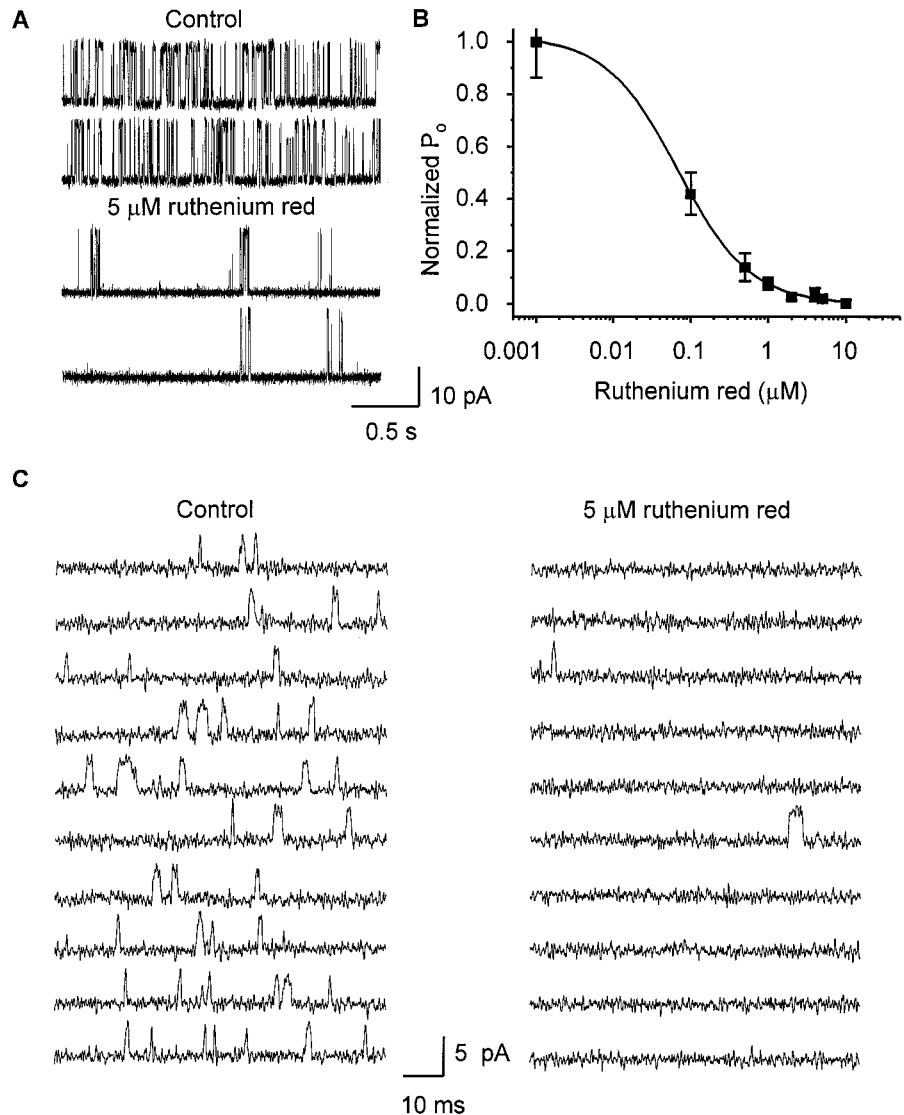 A
Control
5 μM ruthenium red
10 pA
0.5 s
B
Normalized Po
1.0
0.8
0.6
0.4
0.2
0.0
0.001 0.01 0.1 1 10
Ruthenium red (μM)
C
Control
5 μM ruthenium red
5 pA
10 ms